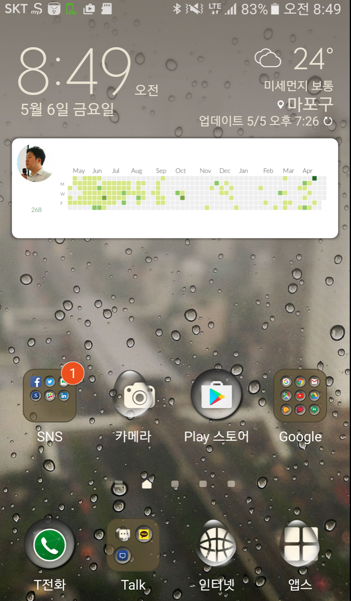 SKT
LTE 83% 오전 8:49
8:49 오전
5월 6일 금요일
24°
미세먼지 보통
마포구
업데이트 5/5 오후 7:26
May Jun Jul Aug Sep Oct Nov Dec Jan Feb Mar Apr
M
W
F
268
1
SNS 카메라 Play 스토어 Google
T전화 Talk 인터넷 앱스